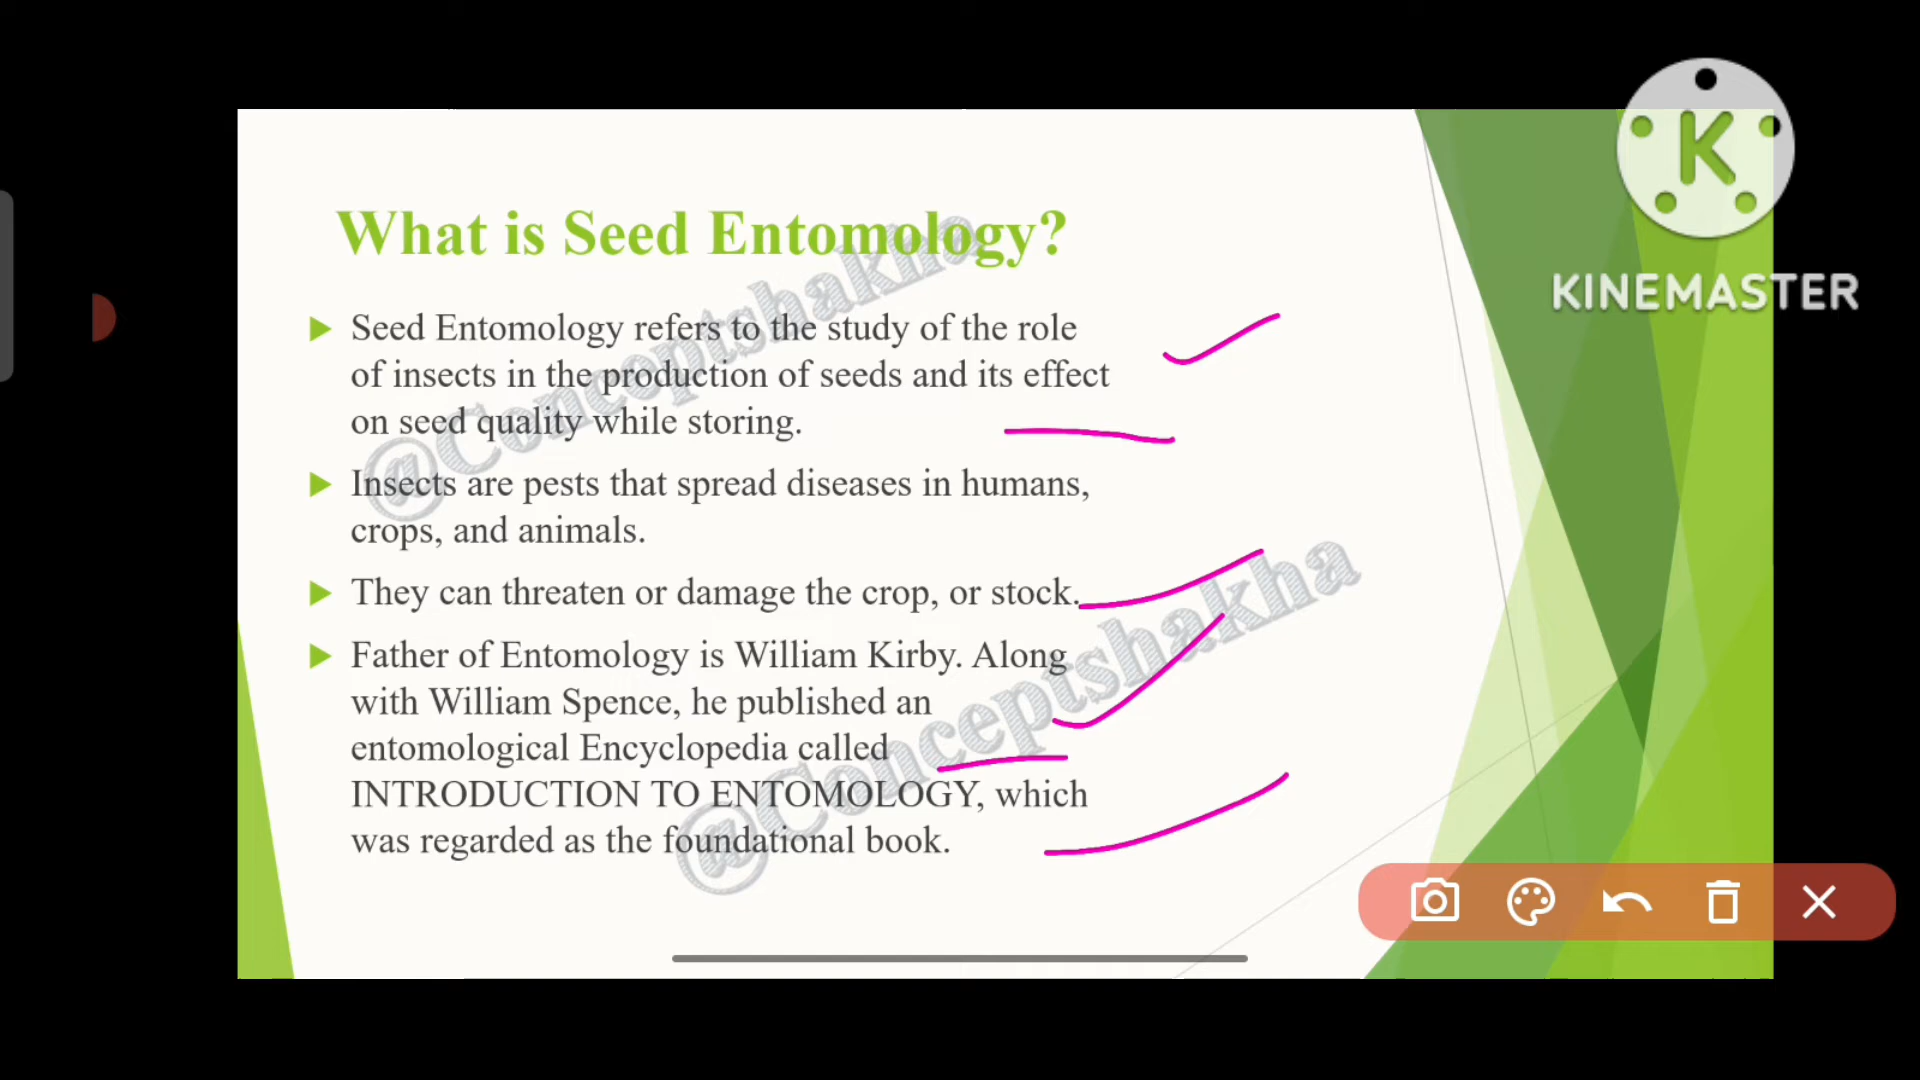 K
KINEMASTER
What is Seed Entomology?
Seed Entomology refers to the study of the role
of insects in the production of seeds and its effect
on seed quality while storing.
Insects are pests that spread diseases in humans,
crops, and animals.
They can threaten or damage the crop, or stock.
Father of Entomology is William Kirby. Along
with William Spence, he published an
entomological Encyclopedia called
INTRODUCTION TO ENTOMOLOGY, which
was regarded as the foundational book.
@Conceptshakha
@Conceptshakha